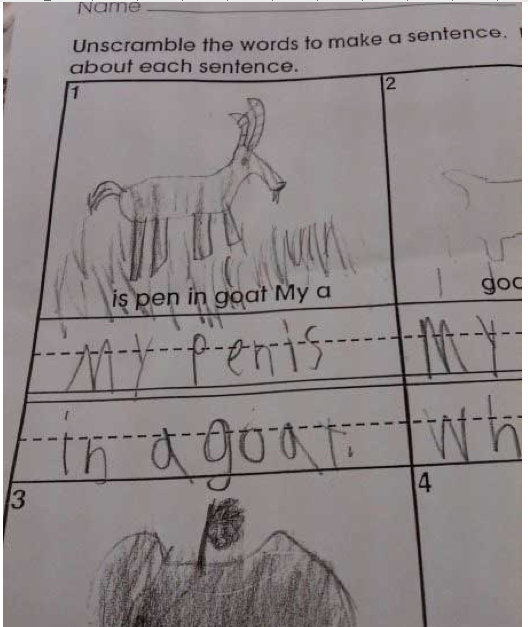 Name
Unscramble the words to make a sentence.
about each sentence.
1
2
is pen in goat My a
goo
My penis
in a goat.
My
Wh
3
4